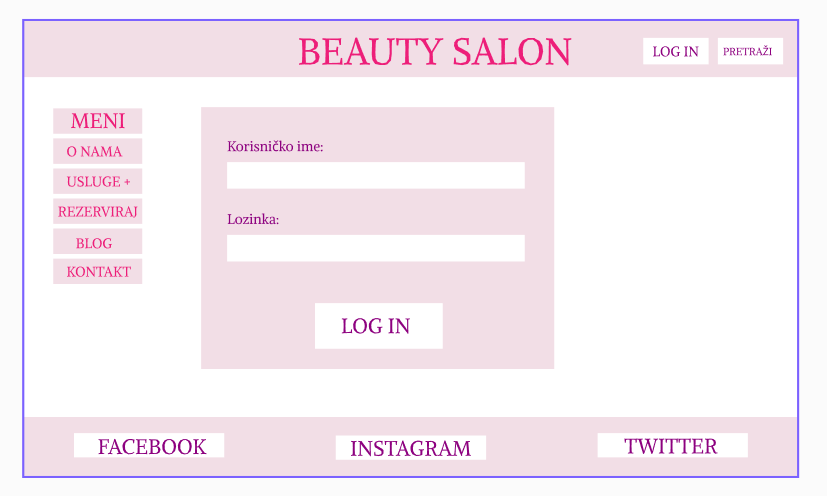 BEAUTY SALON
LOG IN
PRETRAŽI
MENI
O NAMA
USLUGE +
REZERVIRAJ
BLOG
KONTAKT
Korisničko ime:
Lozinka:
LOG IN
FACEBOOK
INSTAGRAM
TWITTER